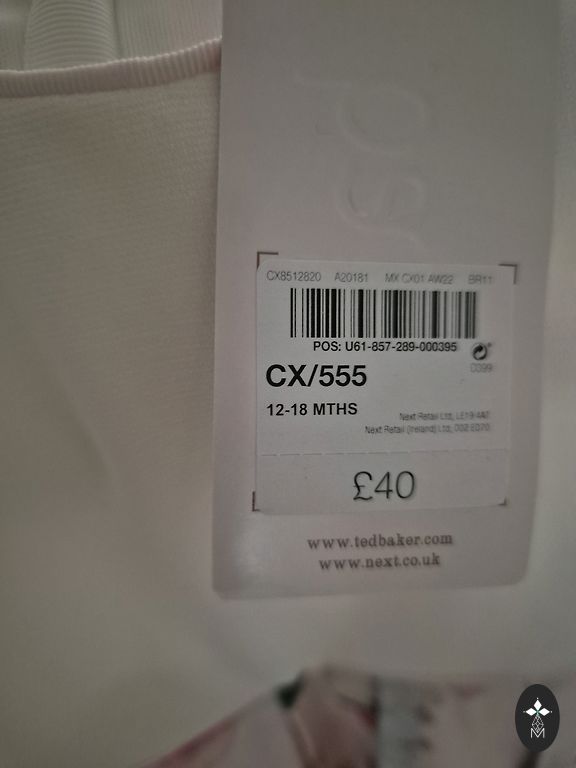 CX8512820 A20181 MX CX01 AW22 BR11
POS: U61-857-289-000395
CX/555
0399
12-18 MTHS
Next Retail Ltd, LE19 4AT
Next Retail (Ireland) Ltd, D02 ED70
£40
www.tedbaker.com
www.next.co.uk
M